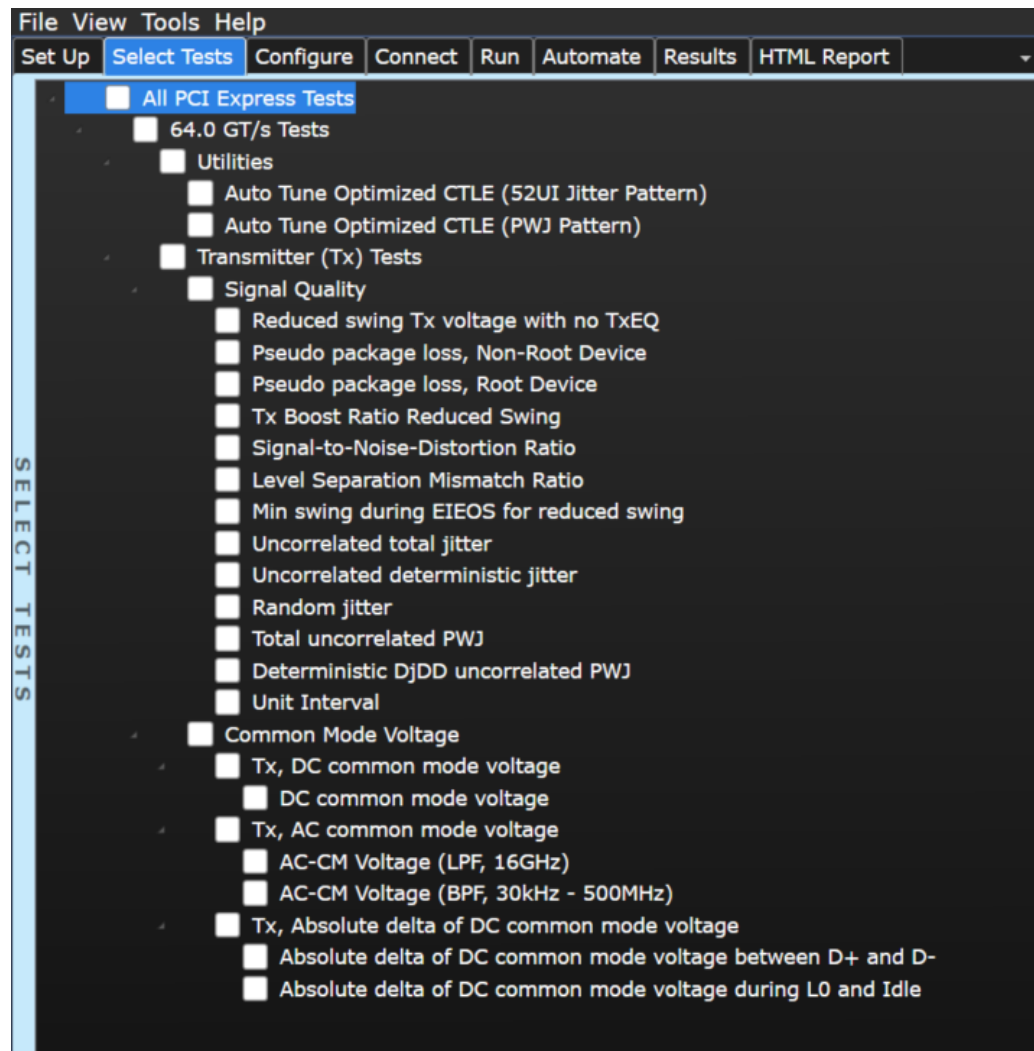 File View Tools Help
Set Up Select Tests Configure Connect Run Automate Results HTML Report
All PCI Express Tests
64.0 GT/s Tests
Utilities
Auto Tune Optimized CTLE (52UI Jitter Pattern)
Auto Tune Optimized CTLE (PWJ Pattern)
Transmitter (Tx) Tests
Signal Quality
Reduced swing Tx voltage with no TxEQ
Pseudo package loss, Non-Root Device
Pseudo package loss, Root Device
Tx Boost Ratio Reduced Swing
Signal-to-Noise-Distortion Ratio
Level Separation Mismatch Ratio
Min swing during EIEOS for reduced swing
Uncorrelated total jitter
Uncorrelated deterministic jitter
Random jitter
Total uncorrelated PWJ
Deterministic DjDD uncorrelated PWJ
Unit Interval
Common Mode Voltage
Tx, DC common mode voltage
DC common mode voltage
Tx, AC common mode voltage
AC-CM Voltage (LPF, 16GHz)
AC-CM Voltage (BPF, 30kHz - 500MHz)
Tx, Absolute delta of DC common mode voltage
Absolute delta of DC common mode voltage between D+ and D-
Absolute delta of DC common mode voltage during L0 and Idle
SELECT TESTS